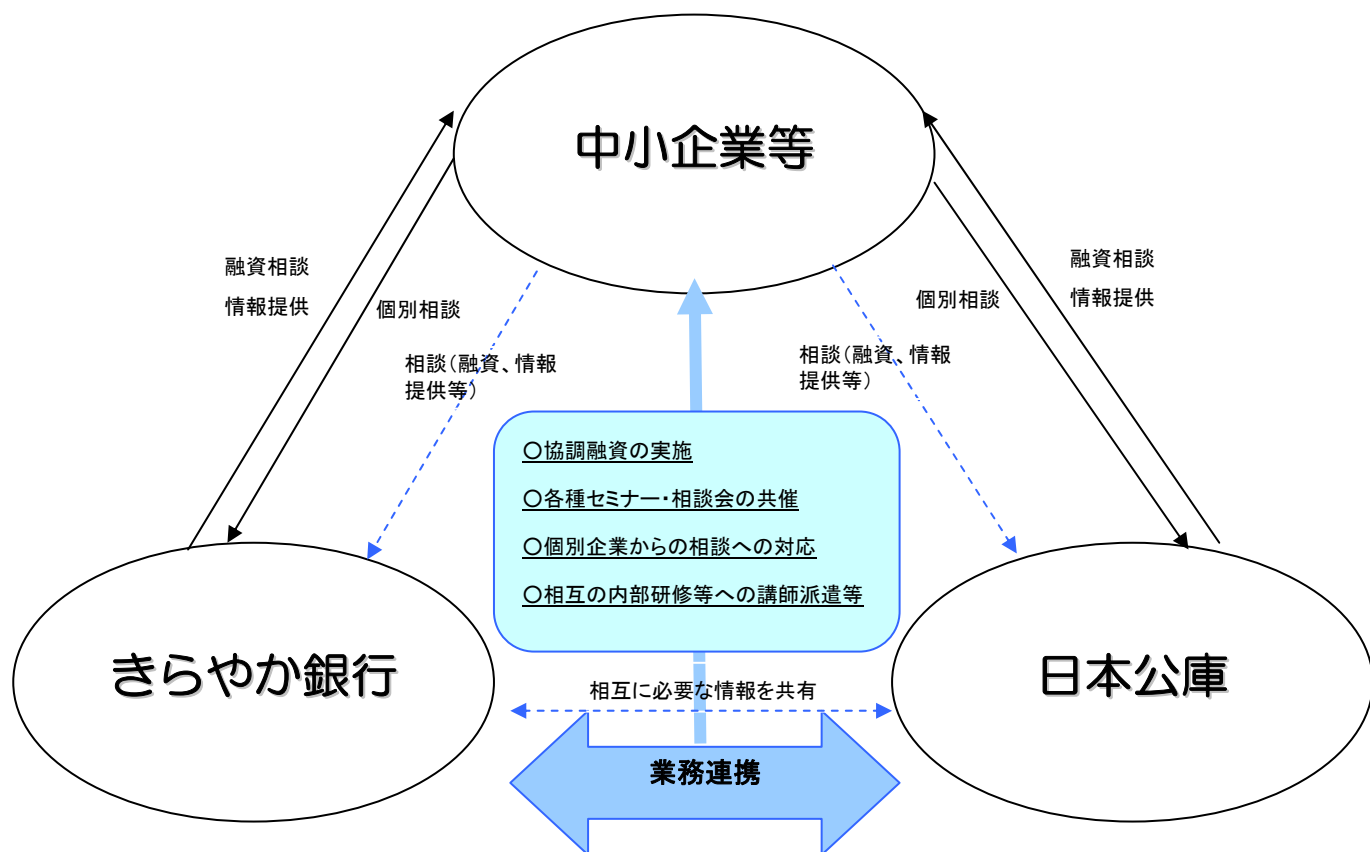 中小企業等
融資相談
情報提供
個別相談
相談（融資、情報
提供等）
融資相談
情報提供
個別相談
相談（融資、情報
提供等）
○協調融資の実施
○各種セミナー・相談会の共催
○個別企業からの相談への対応
○相互の内部研修等への講師派遣等
きらやか銀行
日本公庫
相互に必要な情報を共有
業務連携